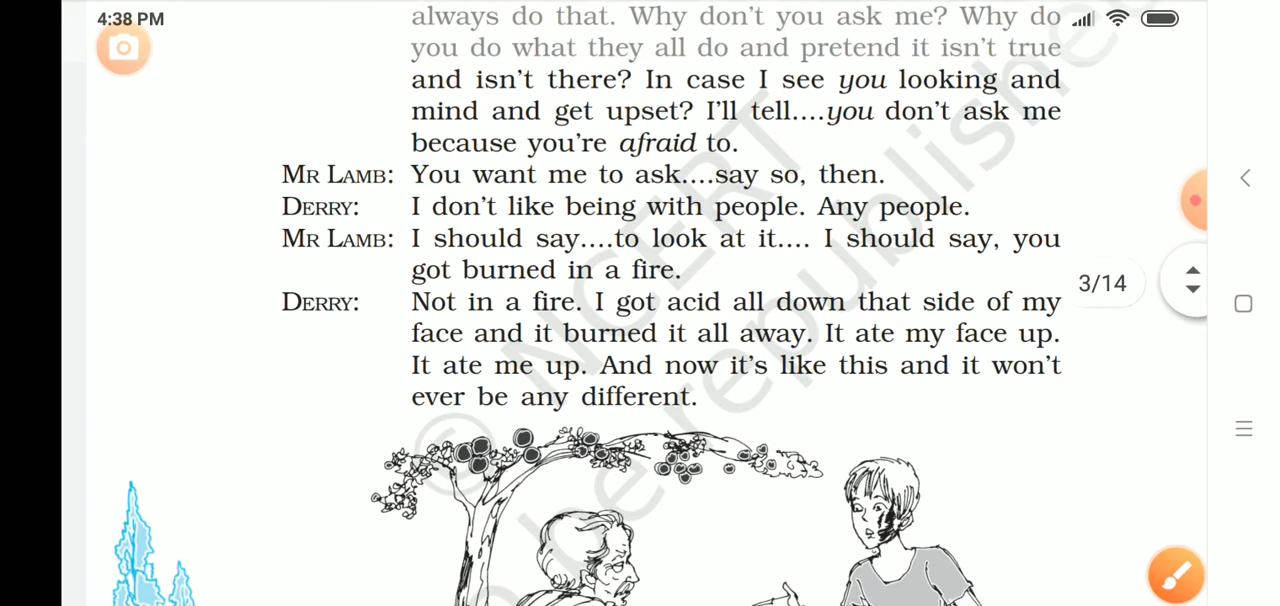 4:38 PM
always do that. Why don't you ask me? Why do
you do what they all do and pretend it isn't true
and isn't there? In case I see you looking and
mind and get upset? I'll tell....you don't ask me
because you're afraid to.
MR LAMB: You want me to ask....say so, then.
DERRY: I don't like being with people. Any people.
MR LAMB: I should say....to look at it.... I should say, you
got burned in a fire.
3/14
DERRY: Not in a fire. I got acid all down that side of my
face and it burned it all away. It ate my face up.
It ate me up. And now it's like this and it won't
ever be any different.
© NCERT
be republished